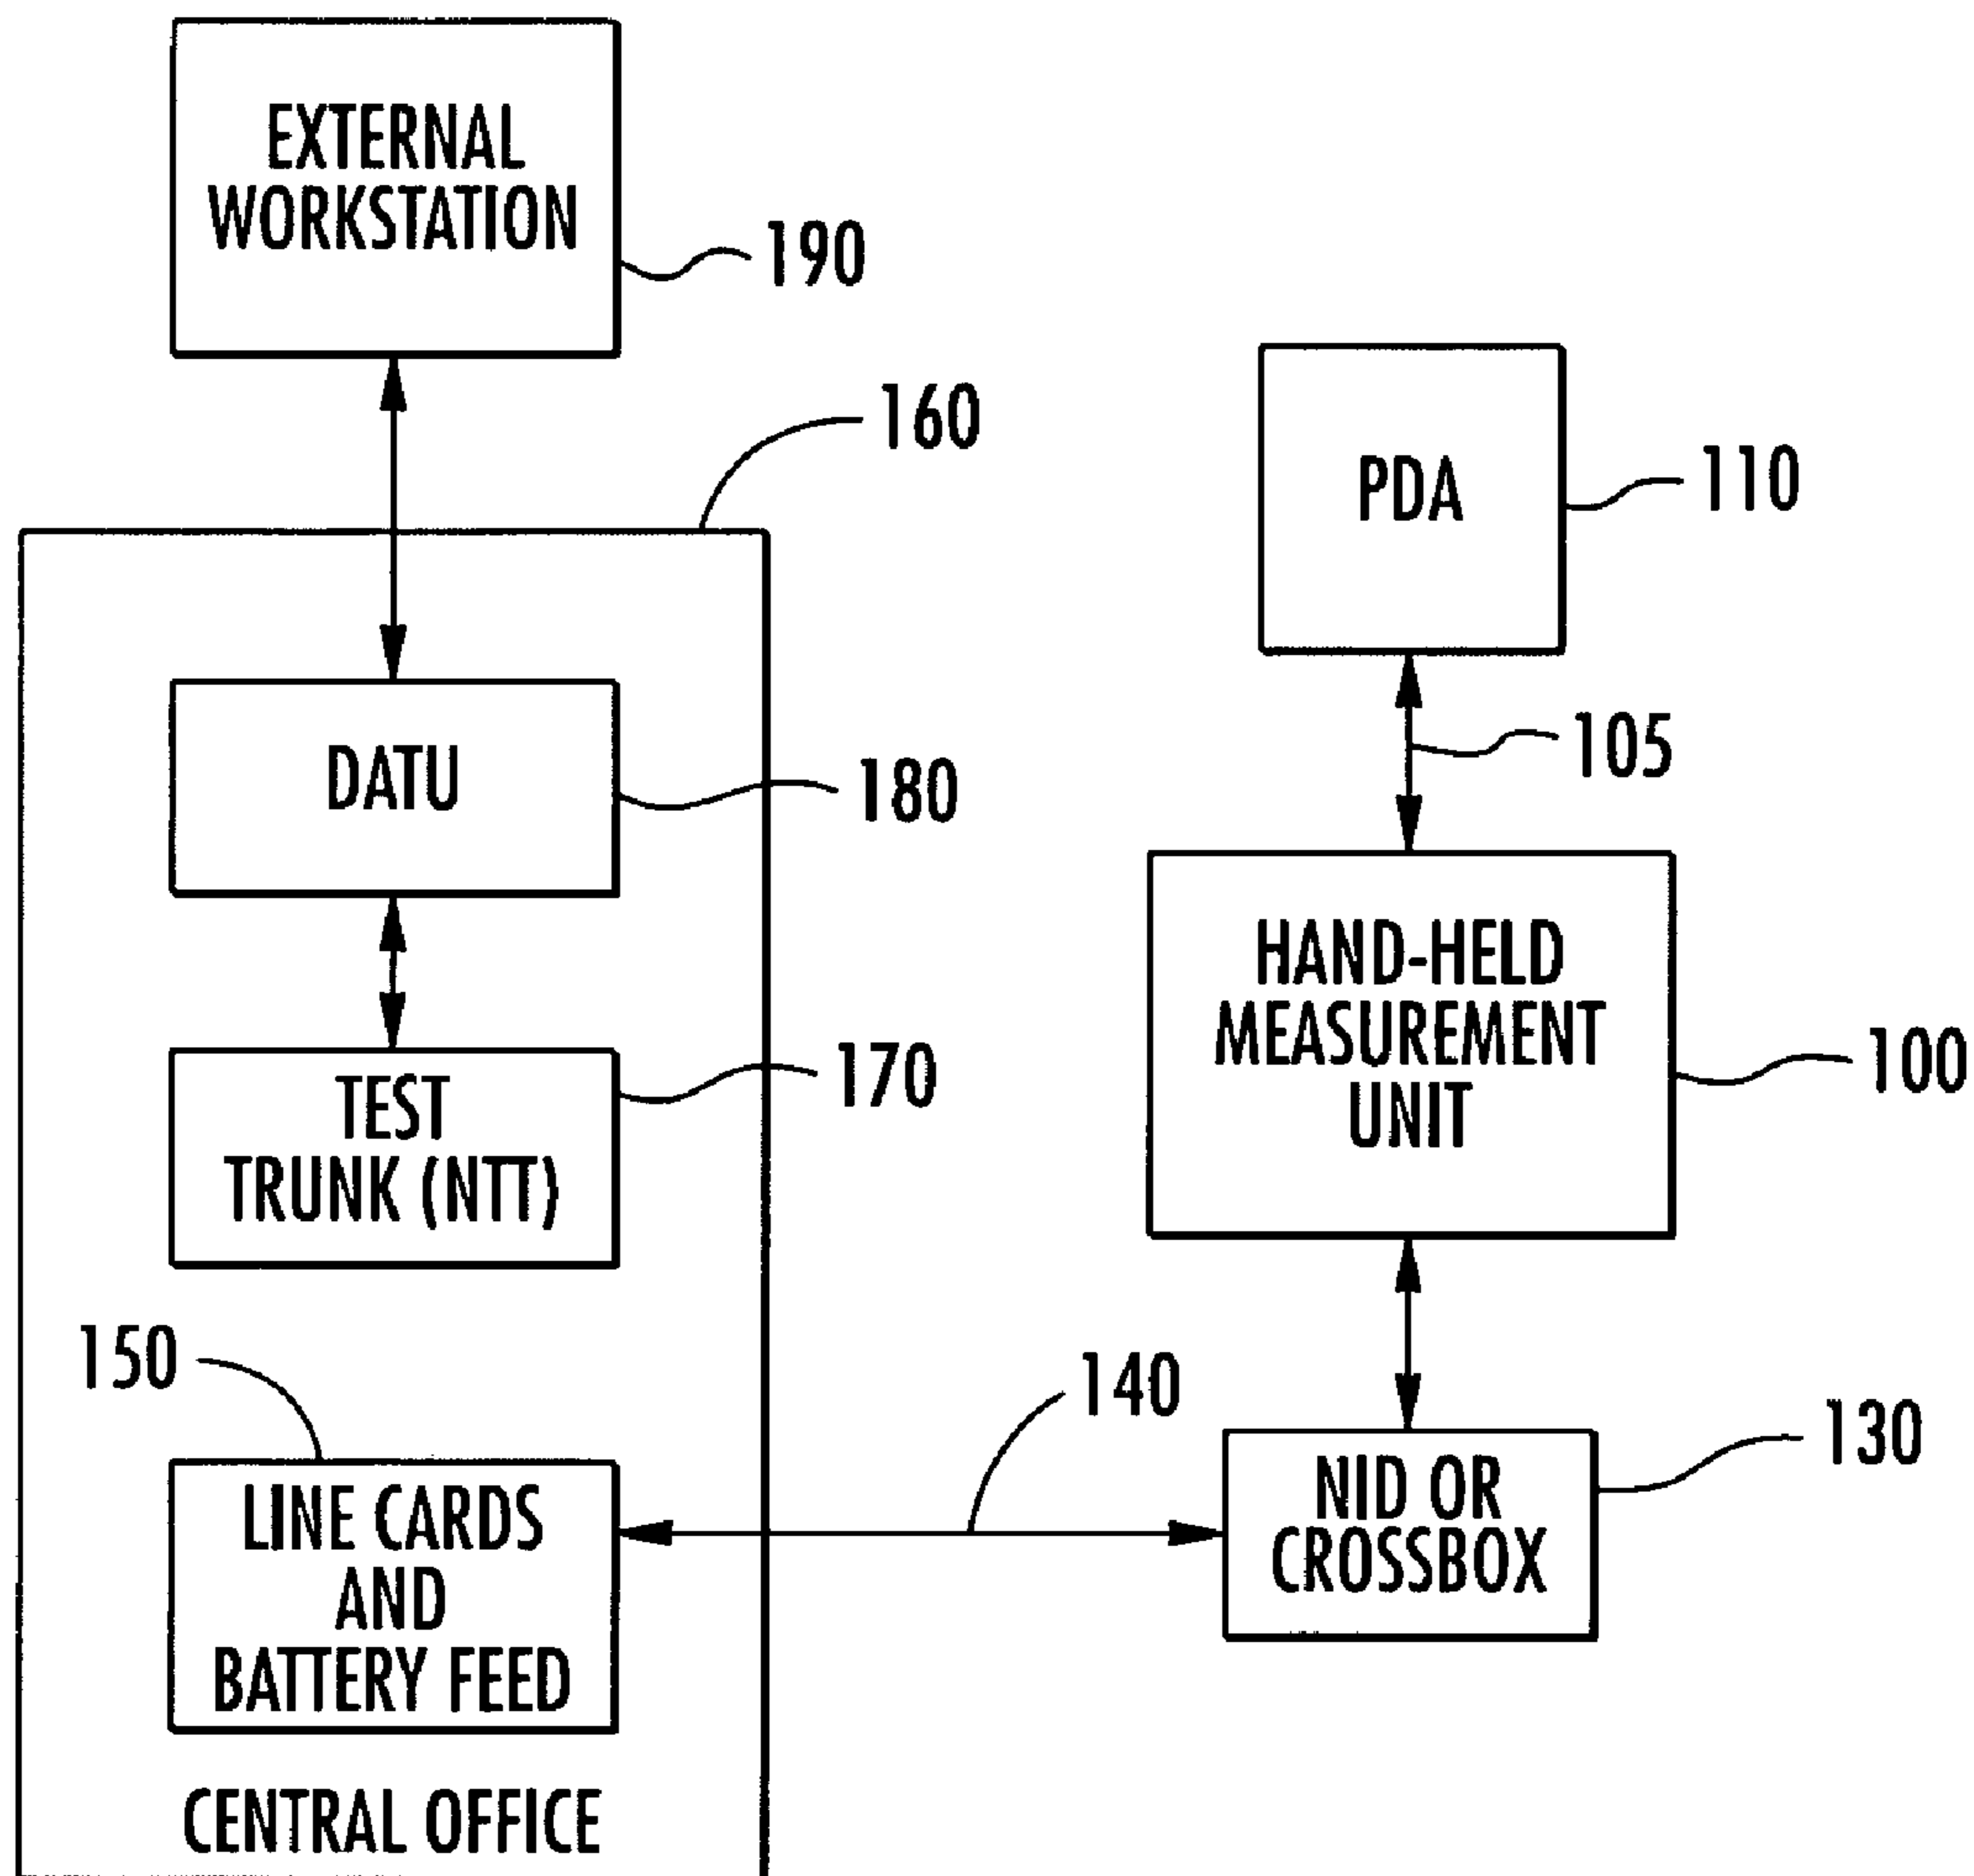 EXTERNAL
WORKSTATION
190
160
PDA
110
105
DATU
180
HAND-HELD
MEASUREMENT
UNIT
100
TEST
TRUNK (NTT)
170
150
140
130
LINE CARDS
AND
BATTERY FEED
NID OR
CROSSBOX
CENTRAL OFFICE